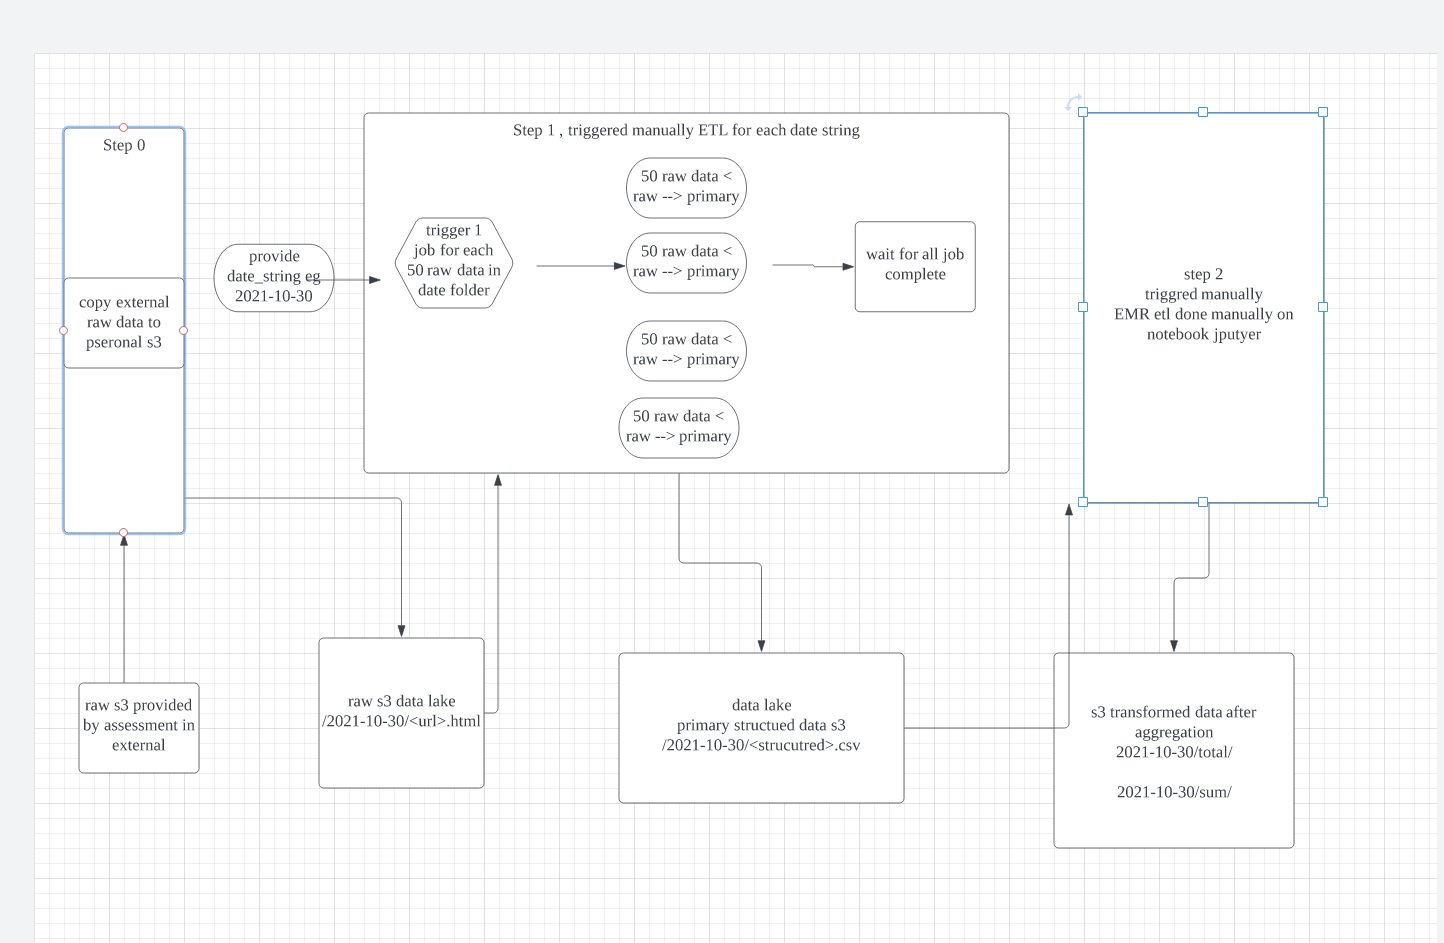 Step 0
copy external
raw data to
pseronal s3
provide
date_string eg
2021-10-30
Step 1 , triggered manually ETL for each date string
trigger 1
job for each
50 raw data in
date folder
50 raw data <
raw --> primary
50 raw data <
raw --> primary
50 raw data <
raw --> primary
50 raw data <
raw --> primary
wait for all job
complete
step 2
triggred manually
EMR etl done manually on
notebook jputyer
raw s3 provided
by assessment in
external
raw s3 data lake
/2021-10-30/<url>.html
data lake
primary structued data s3
/2021-10-30/<strucutred>.csv
s3 transformed data after
aggregation
2021-10-30/total/
2021-10-30/sum/